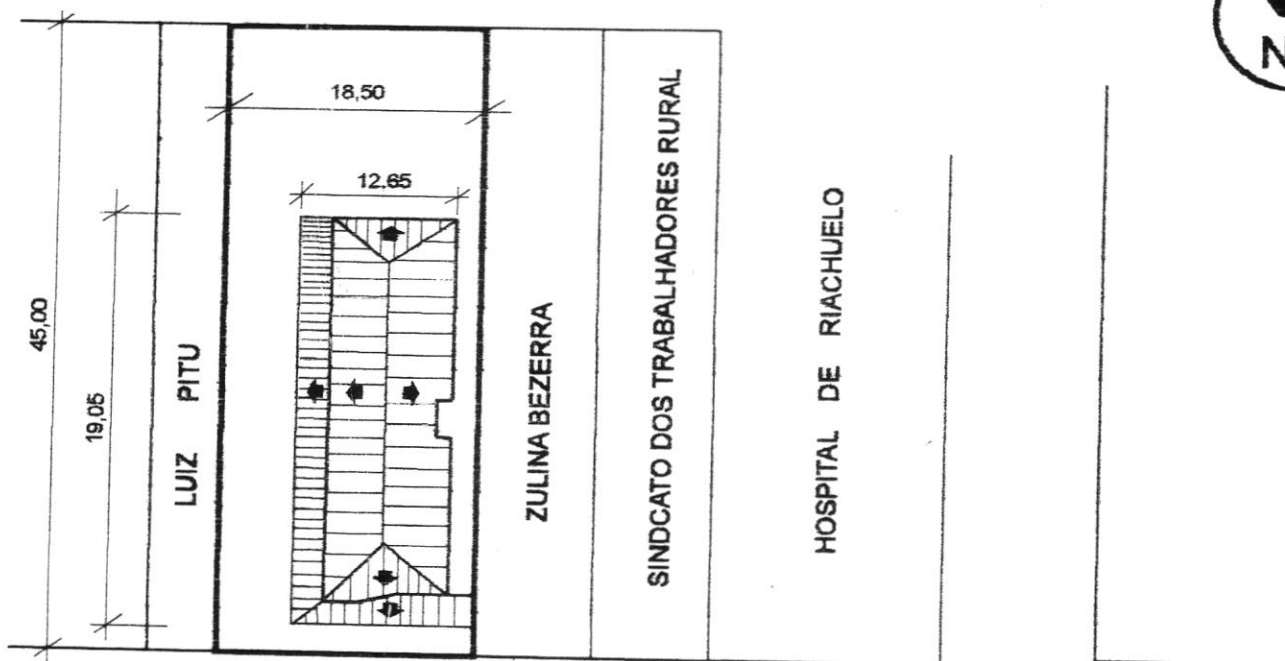 N
18,50
12.65
45,00
19,05
LUIZ PITU
ZULINA BEZERRA
SINDCATO DOS TRABALHADORES RURAL
HOSPITAL DE RIACHUELO